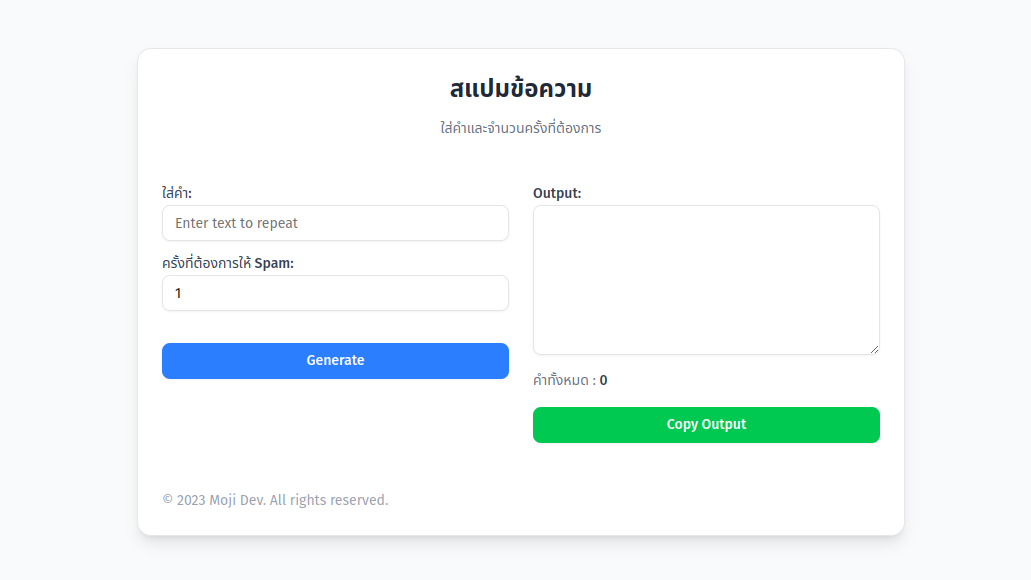 สแปมข้อความ
ใส่คำและจำนวนครั้งที่ต้องการ
ใส่คำ:
Enter text to repeat
ครั้งที่ต้องการให้ Spam:
1
Generate
Output:
คำทั้งหมด : 0
Copy Output
© 2023 Moji Dev. All rights reserved.